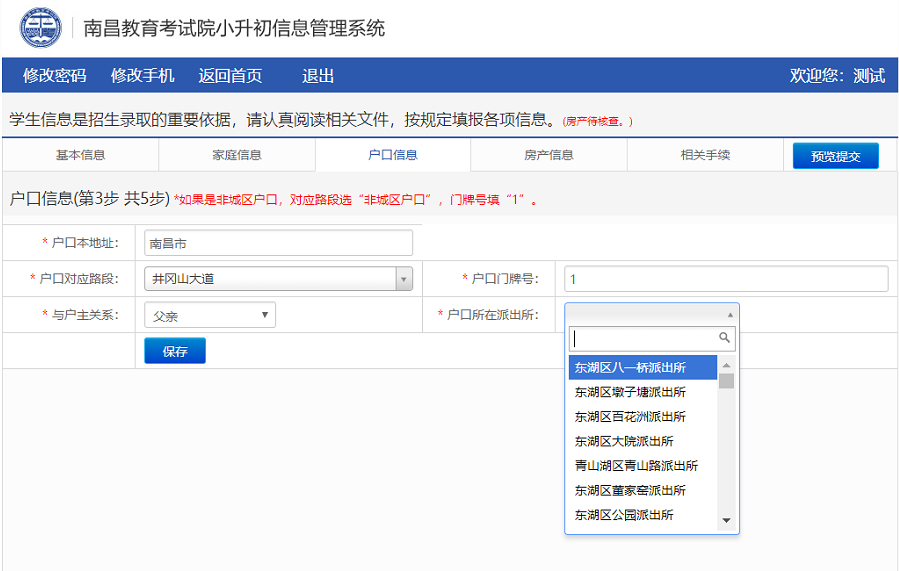 南昌教育考试院小升初信息管理系统
修改密码 修改手机 返回首页 退出 欢迎您：测试
学生信息是招生录取的重要依据，请认真阅读相关文件，按规定填报各项信息。(房产待核查。)
基本信息 家庭信息 户口信息 房产信息 相关手续 预览提交
户口信息(第3步 共5步) *如果是非城区户口，对应路段选“非城区户口”，门牌号填“1”。
* 户口本地址： 南昌市
* 户口对应路段： 井冈山大道 * 户口门牌号： 1
* 与户主关系： 父亲 * 户口所在派出所：
保存
东湖区八一桥派出所
东湖区墩子塘派出所
东湖区百花洲派出所
东湖区大院派出所
青山湖区青山路派出所
东湖区董家窑派出所
东湖区公园派出所